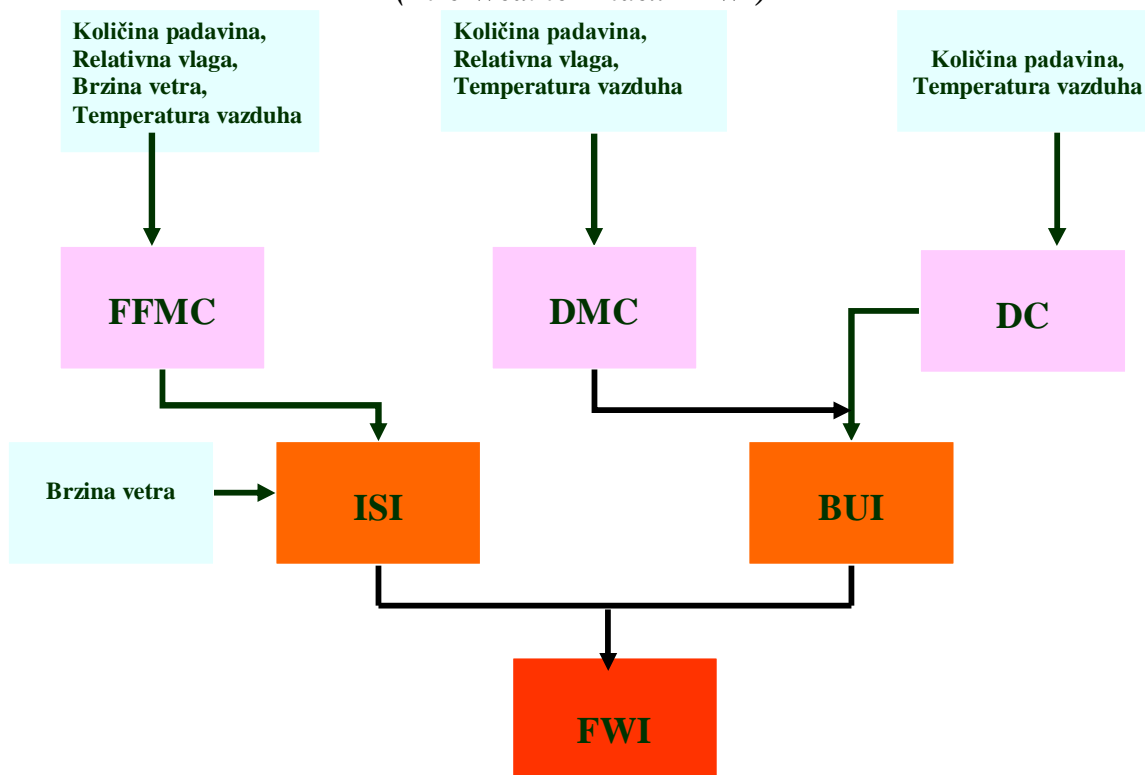 Količina padavina,
Relativna vlaga,
Brzina vetra,
Temperatura vazduha
Količina padavina,
Relativna vlaga,
Temperatura vazduha
Količina padavina,
Temperatura vazduha
FFMC
DMC
DC
Brzina vetra
ISI
BUI
FWI